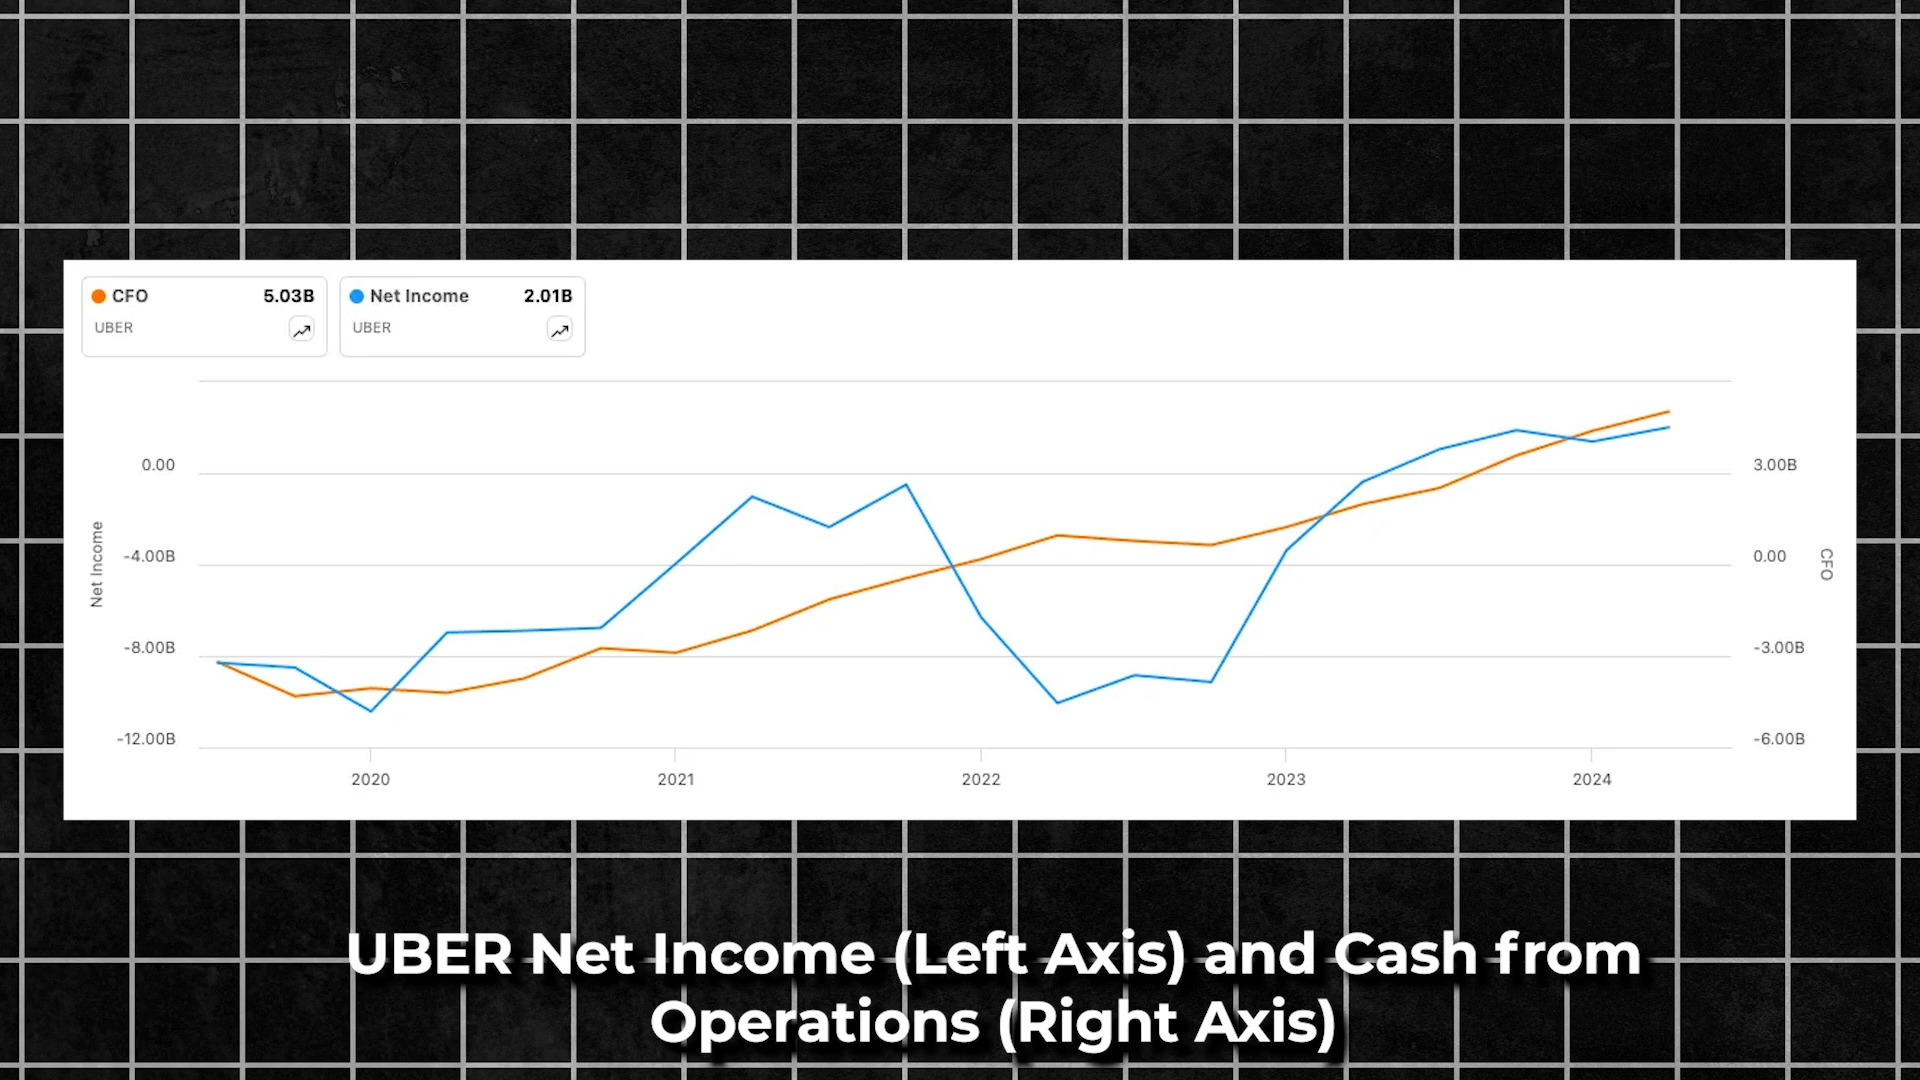 CFO 5.03B
UBER
Net Income 2.01B
UBER
0.00
-4.00B
-8.00B
-12.00B
Net Income
3.00B
0.00
-3.00B
-6.00B
CFO
2020 2021 2022 2023 2024
UBER Net Income (Left Axis) and Cash from
Operations (Right Axis)